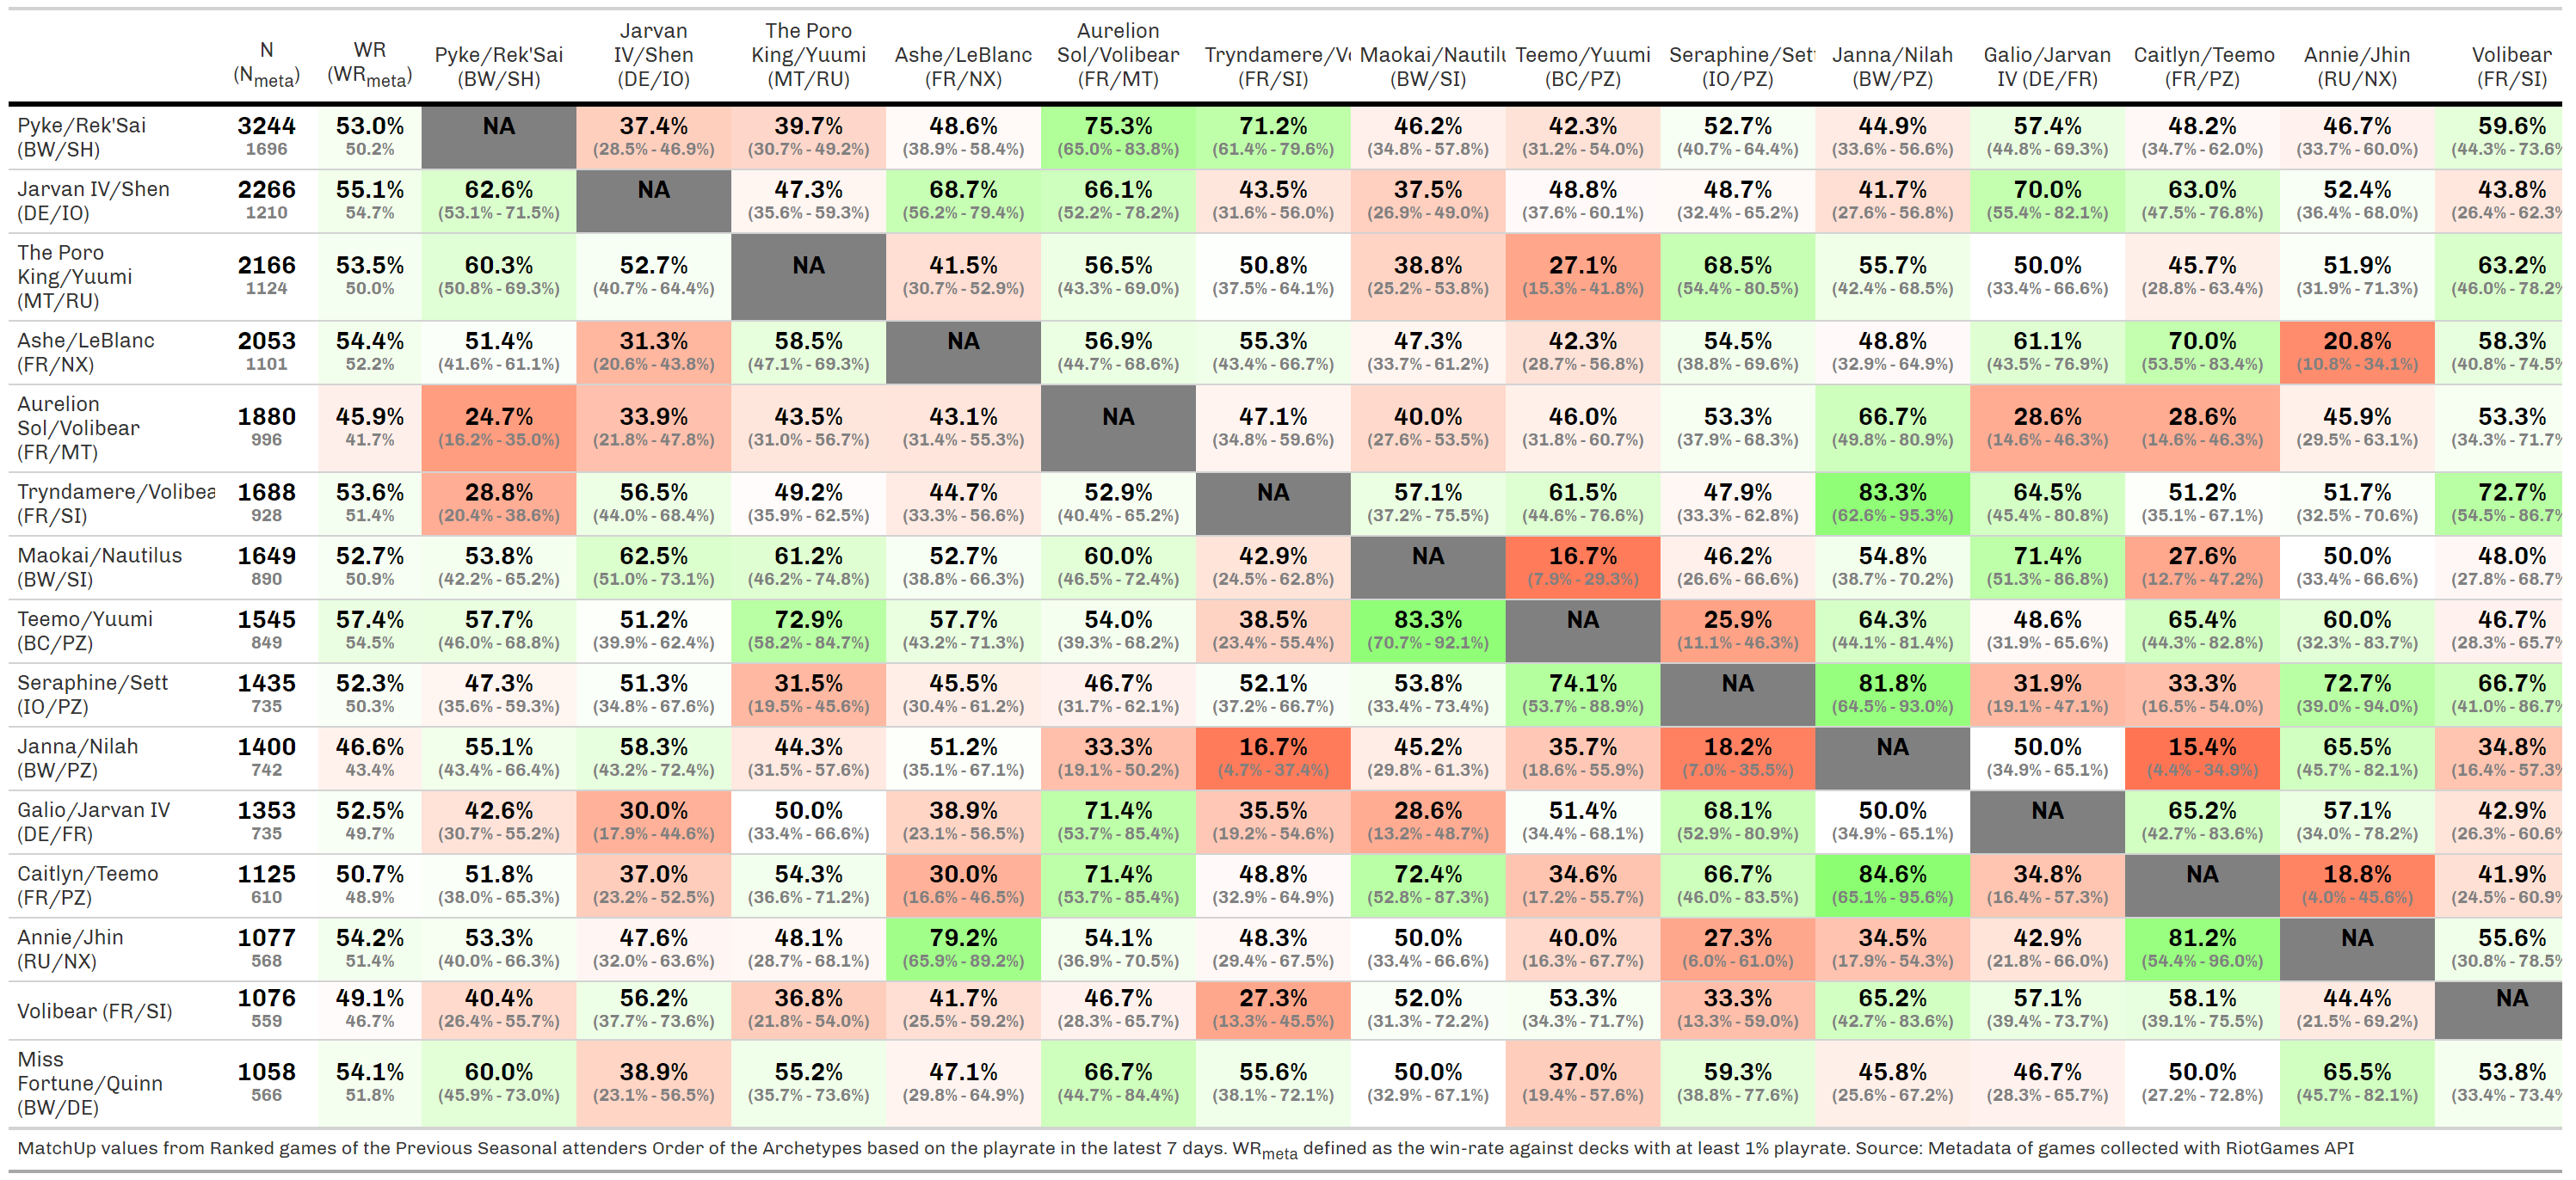 N (Nmeta) WR (WRmeta) Pyke/Rek'Sai (BW/SH) Jarvan IV/Shen (DE/IO) The Poro King/Yuumi (MT/RU) Ashe/LeBlanc (FR/NX) Aurelion Sol/Volibear (FR/MT) Tryndamere/Vo (FR/SI) Maokai/Nautilu (BW/SI) Teemo/Yuumi (BC/PZ) Seraphine/Set (IO/PZ) Janna/Nilah (BW/PZ) Galio/Jarvan IV (DE/FR) Caitlyn/Teemo (FR/PZ) Annie/Jhin (RU/NX) Volibear (FR/SI)
Pyke/Rek'Sai 3244 53.0% NA 37.4% 39.7% 48.6% 75.3% 71.2% 46.2% 42.3% 52.7% 44.9% 57.4% 48.2% 46.7% 59.6%
(BW/SH) 1696 50.2% (28.5% - 46.9%) (30.7% - 49.2%) (38.9% - 58.4%) (65.0% - 83.8%) (61.4% - 79.6%) (34.8% - 57.8%) (31.2% - 54.0%) (40.7% - 64.4%) (33.6% - 56.6%) (44.8% - 69.3%) (34.7% - 62.0%) (33.7% - 60.0%) (44.3% - 73.6%
Jarvan IV/Shen 2266 55.1% 62.6% NA 47.3% 68.7% 66.1% 43.5% 37.5% 48.8% 48.7% 41.7% 70.0% 63.0% 52.4% 43.8%
(DE/IO) 1210 54.7% (53.1% - 71.5%) (35.6% - 59.3%) (56.2% - 79.4%) (52.2% - 78.2%) (31.6% - 56.0%) (26.9% - 49.0%) (37.6% - 60.1%) (32.4% - 65.2%) (27.6% - 56.8%) (55.4% - 82.1%) (47.5% - 76.8%) (36.4% - 68.0%) (26.4% - 62.3%
The Poro
King/Yuumi 2166 53.5% 60.3% 52.7% NA 41.5% 56.5% 50.8% 38.8% 27.1% 68.5% 55.7% 50.0% 45.7% 51.9% 63.2%
(MT/RU) 1124 50.0% (50.8% - 69.3%) (40.7% - 64.4%) (30.7% - 52.9%) (43.3% - 69.0%) (37.5% - 64.1%) (25.2% - 53.8%) (15.3% - 41.8%) (54.4% - 80.5%) (42.4% - 68.5%) (33.4% - 66.6%) (28.8% - 63.4%) (31.9% - 71.3%) (46.0% - 78.2%
Ashe/LeBlanc 2053 54.4% 51.4% 31.3% 58.5% NA 56.9% 55.3% 47.3% 42.3% 54.5% 48.8% 61.1% 70.0% 20.8% 58.3%
(FR/NX) 1101 52.2% (41.6% - 61.1%) (20.6% - 43.8%) (47.1% - 69.3%) (44.7% - 68.6%) (43.4% - 66.7%) (33.7% - 61.2%) (28.7% - 56.8%) (38.8% - 69.6%) (32.9% - 64.9%) (43.5% - 76.9%) (53.5% - 83.4%) (10.8% - 34.1%) (40.8% - 74.5%
Aurelion
Sol/Volibear 1880 45.9% 24.7% 33.9% 43.5% 43.1% NA 47.1% 40.0% 46.0% 53.3% 66.7% 28.6% 28.6% 45.9% 53.3%
(FR/MT) 996 41.7% (16.2% - 35.0%) (21.8% - 47.8%) (31.0% - 56.7%) (31.4% - 55.3%) (34.8% - 59.6%) (27.6% - 53.5%) (31.8% - 60.7%) (37.9% - 68.3%) (49.8% - 80.9%) (14.6% - 46.3%) (14.6% - 46.3%) (29.5% - 63.1%) (34.3% - 71.7%
Tryndamere/Volibea 1688 53.6% 28.8% 56.5% 49.2% 44.7% 52.9% NA 57.1% 61.5% 47.9% 83.3% 64.5% 51.2% 51.7% 72.7%
(FR/SI) 928 51.4% (20.4% - 38.6%) (44.0% - 68.4%) (35.9% - 62.5%) (33.3% - 56.6%) (40.4% - 65.2%) (37.2% - 75.5%) (44.6% - 76.6%) (33.3% - 62.8%) (62.6% - 95.3%) (45.4% - 80.8%) (35.1% - 67.1%) (32.5% - 70.6%) (54.5% - 86.7%
Maokai/Nautilus 1649 52.7% 53.8% 62.5% 61.2% 52.7% 60.0% 42.9% NA 16.7% 46.2% 54.8% 71.4% 27.6% 50.0% 48.0%
(BW/SI) 890 50.9% (42.2% - 65.2%) (51.0% - 73.1%) (46.2% - 74.8%) (38.8% - 66.3%) (46.5% - 72.4%) (24.5% - 62.8%) (7.9% - 29.3%) (26.6% - 66.6%) (38.7% - 70.2%) (51.3% - 86.8%) (12.7% - 47.2%) (33.4% - 66.6%) (27.8% - 68.7%
Teemo/Yuumi 1545 57.4% 57.7% 51.2% 72.9% 57.7% 54.0% 38.5% 83.3% NA 25.9% 64.3% 48.6% 65.4% 60.0% 46.7%
(BC/PZ) 849 54.5% (46.0% - 68.8%) (39.9% - 62.4%) (58.2% - 84.7%) (43.2% - 71.3%) (39.3% - 68.2%) (23.4% - 55.4%) (70.7% - 92.1%) (11.1% - 46.3%) (44.1% - 81.4%) (31.9% - 65.6%) (44.3% - 82.8%) (32.3% - 83.7%) (28.3% - 65.7%
Seraphine/Sett 1435 52.3% 47.3% 51.3% 31.5% 45.5% 46.7% 52.1% 53.8% 74.1% NA 81.8% 31.9% 33.3% 72.7% 66.7%
(IO/PZ) 735 50.3% (35.6% - 59.3%) (34.8% - 67.6%) (19.5% - 45.6%) (30.4% - 61.2%) (31.7% - 62.1%) (37.2% - 66.7%) (33.4% - 73.4%) (53.7% - 88.9%) (64.5% - 93.0%) (19.1% - 47.1%) (16.5% - 54.0%) (39.0% - 94.0%) (41.0% - 86.7%
Janna/Nilah 1400 46.6% 55.1% 58.3% 44.3% 51.2% 33.3% 16.7% 45.2% 35.7% 18.2% NA 50.0% 15.4% 65.5% 34.8%
(BW/PZ) 742 43.4% (43.4% - 66.4%) (43.2% - 72.4%) (31.5% - 57.6%) (35.1% - 67.1%) (19.1% - 50.2%) (4.7% - 37.4%) (29.8% - 61.3%) (18.6% - 55.9%) (7.0% - 35.5%) (34.9% - 65.1%) (4.4% - 34.9%) (45.7% - 82.1%) (16.4% - 57.3%
Galio/Jarvan IV 1353 52.5% 42.6% 30.0% 50.0% 38.9% 71.4% 35.5% 28.6% 51.4% 68.1% 50.0% NA 65.2% 57.1% 42.9%
(DE/FR) 735 49.7% (30.7% - 55.2%) (17.9% - 44.6%) (33.4% - 66.6%) (23.1% - 56.5%) (53.7% - 85.4%) (19.2% - 54.6%) (13.2% - 48.7%) (34.4% - 68.1%) (52.9% - 80.9%) (34.9% - 65.1%) (42.7% - 83.6%) (34.0% - 78.2%) (26.3% - 60.6%
Caitlyn/Teemo 1125 50.7% 51.8% 37.0% 54.3% 30.0% 71.4% 48.8% 72.4% 34.6% 66.7% 84.6% 34.8% NA 18.8% 41.9%
(FR/PZ) 610 48.9% (38.0% - 65.3%) (23.2% - 52.5%) (36.6% - 71.2%) (16.6% - 46.5%) (53.7% - 85.4%) (32.9% - 64.9%) (52.8% - 87.3%) (17.2% - 55.7%) (46.0% - 83.5%) (65.1% - 95.6%) (16.4% - 57.3%) (4.0% - 45.6%) (24.5% - 60.9%
Annie/Jhin 1077 54.2% 53.3% 47.6% 48.1% 79.2% 54.1% 48.3% 50.0% 40.0% 27.3% 34.5% 42.9% 81.2% NA 55.6%
(RU/NX) 568 51.4% (40.0% - 66.3%) (32.0% - 63.6%) (28.7% - 68.1%) (65.9% - 89.2%) (36.9% - 70.5%) (29.4% - 67.5%) (33.4% - 66.6%) (16.3% - 67.7%) (6.0% - 61.0%) (17.9% - 54.3%) (21.8% - 66.0%) (54.4% - 96.0%) (30.8% - 78.5%
Volibear (FR/SI) 1076 49.1% 40.4% 56.2% 36.8% 41.7% 46.7% 27.3% 52.0% 53.3% 33.3% 65.2% 57.1% 58.1% 44.4% NA
559 46.7% (26.4% - 55.7%) (37.7% - 73.6%) (21.8% - 54.0%) (25.5% - 59.2%) (28.3% - 65.7%) (13.3% - 45.5%) (31.3% - 72.2%) (34.3% - 71.7%) (13.3% - 59.0%) (42.7% - 83.6%) (39.4% - 73.7%) (39.1% - 75.5%) (21.5% - 69.2%)
Miss
Fortune/Quinn 1058 54.1% 60.0% 38.9% 55.2% 47.1% 66.7% 55.6% 50.0% 37.0% 59.3% 45.8% 46.7% 50.0% 65.5% 53.8%
(BW/DE) 566 51.8% (45.9% - 73.0%) (23.1% - 56.5%) (35.7% - 73.6%) (29.8% - 64.9%) (44.7% - 84.4%) (38.1% - 72.1%) (32.9% - 67.1%) (19.4% - 57.6%) (38.8% - 77.6%) (25.6% - 67.2%) (28.3% - 65.7%) (27.2% - 72.8%) (45.7% - 82.1%) (33.4% - 73.4%
MatchUp values from Ranked games of the Previous Seasonal attenders Order of the Archetypes based on the playrate in the latest 7 days. WRmeta defined as the win-rate against decks with at least 1% playrate. Source: Metadata of games collected with RiotGames API